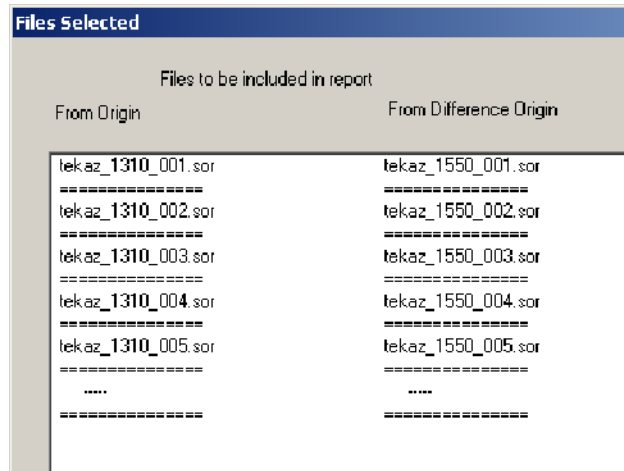 Files Selected
Files to be included in report
From Origin From Difference Origin
tekaz_1310_001.sor tekaz_1550_001.sor
=============== ===============
tekaz_1310_002.sor tekaz_1550_002.sor
=============== ===============
tekaz_1310_003.sor tekaz_1550_003.sor
=============== ===============
tekaz_1310_004.sor tekaz_1550_004.sor
=============== ===============
tekaz_1310_005.sor tekaz_1550_005.sor
=============== ===============
..... .....
=============== ===============